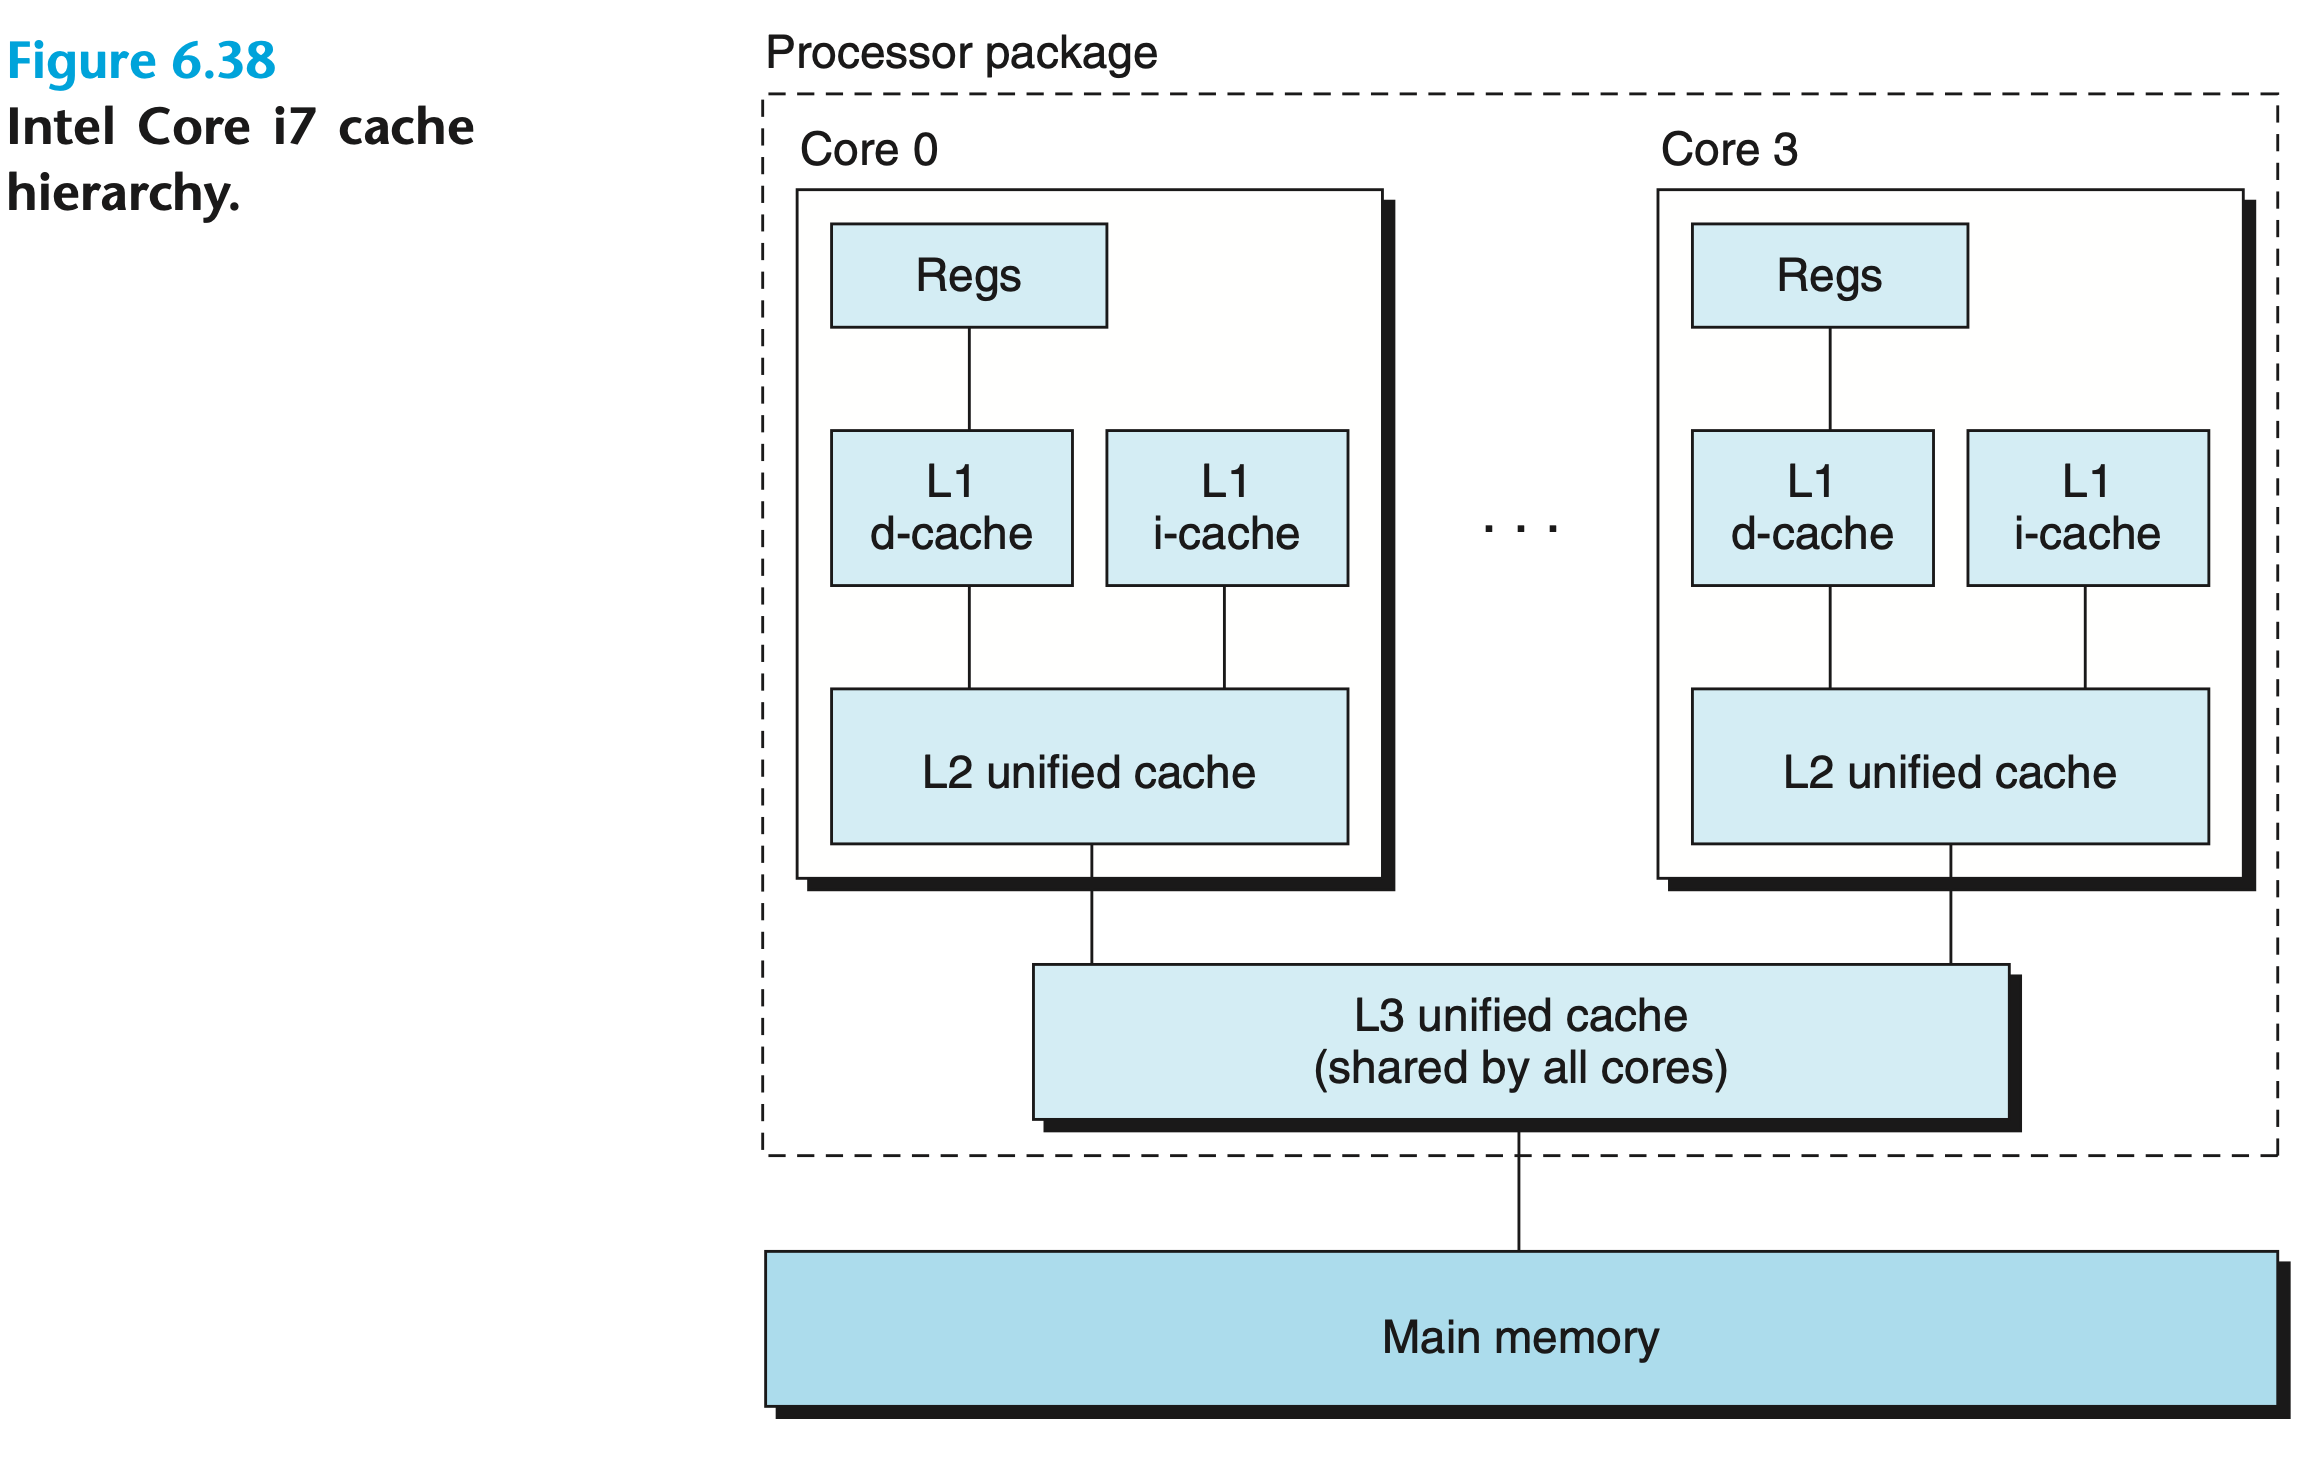 Figure 6.38
Intel Core i7 cache
hierarchy.
Processor package
Core 0
Regs
L1
d-cache
L1
i-cache
L2 unified cache
. . .
Core 3
Regs
L1
d-cache
L1
i-cache
L2 unified cache
L3 unified cache
(shared by all cores)
Main memory